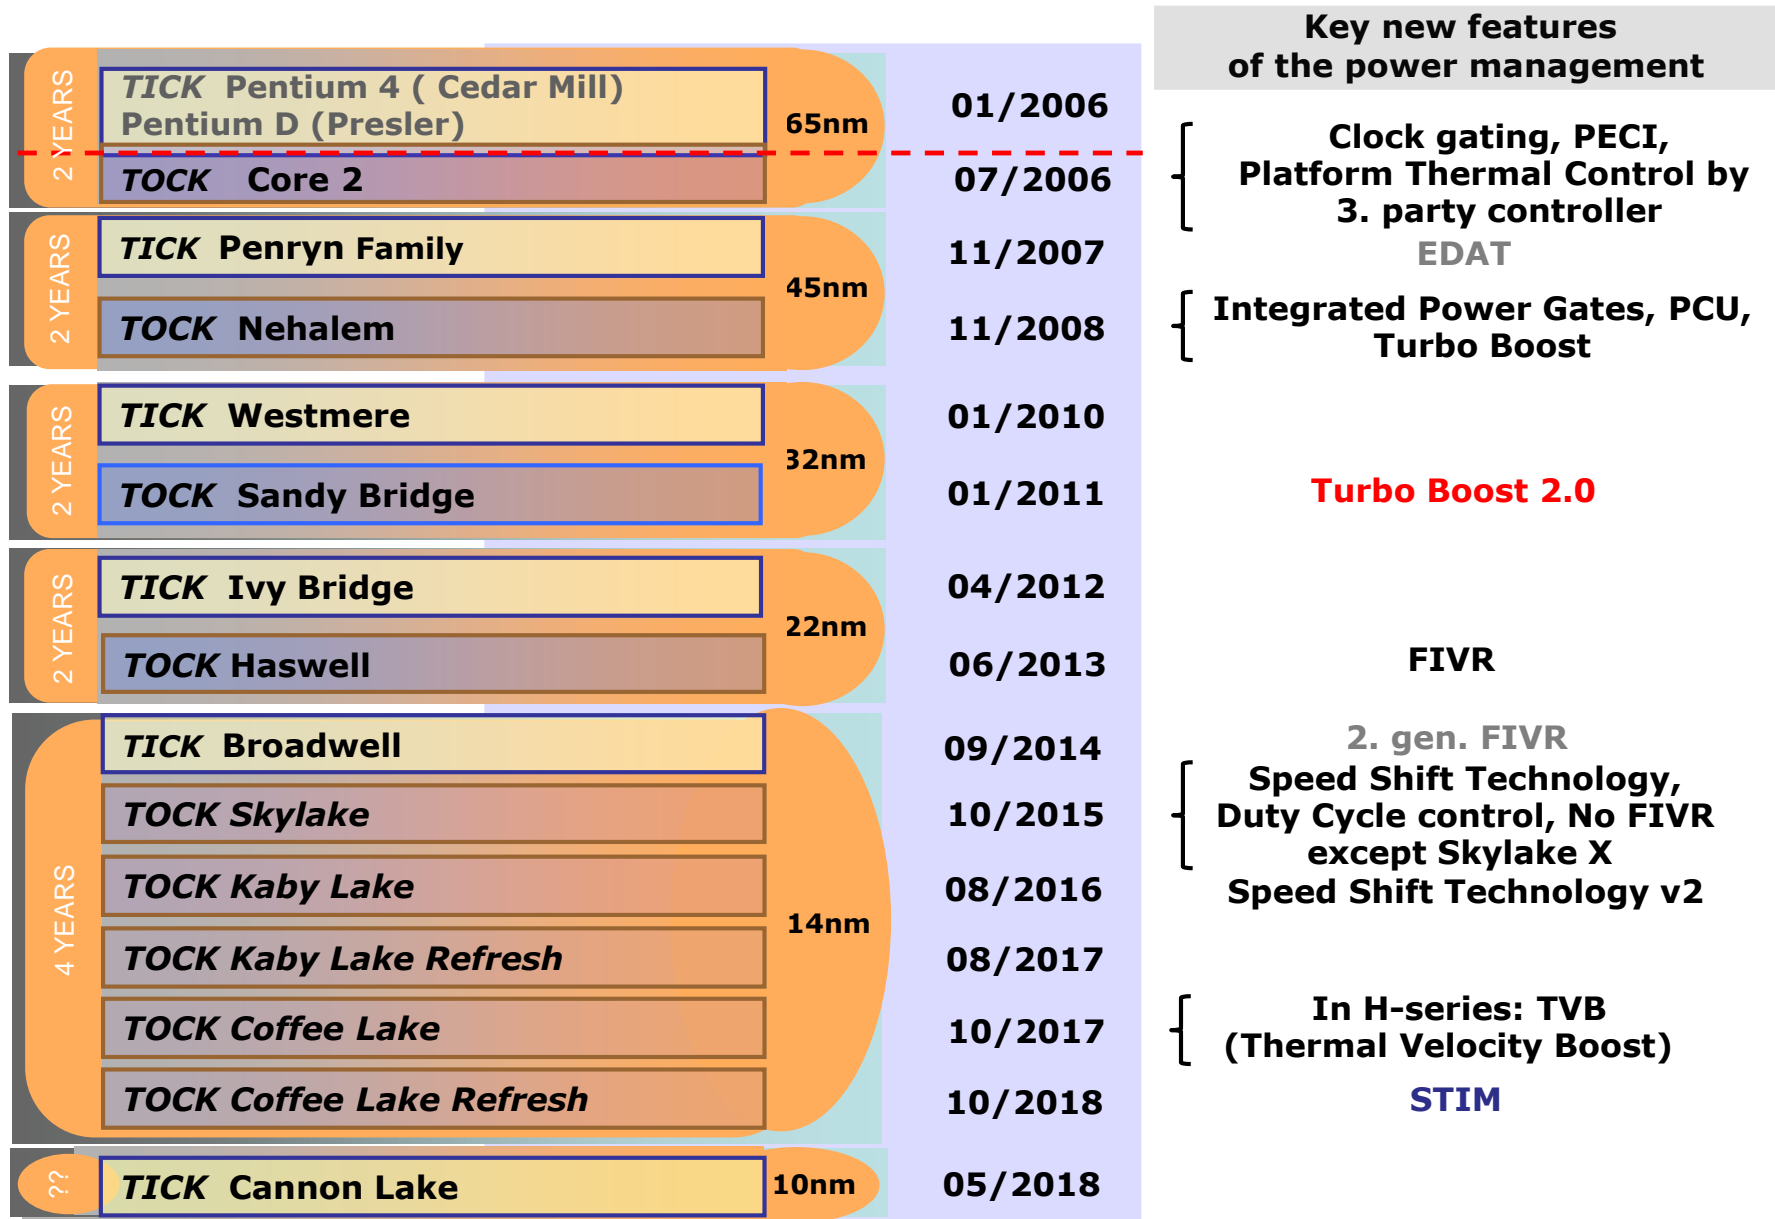 Key new features
of the power management
2 YEARS
TICK Pentium 4 ( Cedar Mill)
Pentium D (Presler)
65nm
01/2006
TOCK Core 2
07/2006
Clock gating, PECI,
Platform Thermal Control by
3. party controller
2 YEARS
TICK Penryn Family
45nm
11/2007
EDAT
TOCK Nehalem
11/2008
Integrated Power Gates, PCU,
Turbo Boost
2 YEARS
TICK Westmere
32nm
01/2010
TOCK Sandy Bridge
01/2011
Turbo Boost 2.0
2 YEARS
TICK Ivy Bridge
22nm
04/2012
TOCK Haswell
06/2013
FIVR
4 YEARS
TICK Broadwell
14nm
09/2014
2. gen. FIVR
TOCK Skylake
10/2015
Speed Shift Technology,
Duty Cycle control, No FIVR
except Skylake X
TOCK Kaby Lake
08/2016
Speed Shift Technology v2
TOCK Kaby Lake Refresh
08/2017
TOCK Coffee Lake
10/2017
In H-series: TVB
(Thermal Velocity Boost)
TOCK Coffee Lake Refresh
10/2018
STIM
??
TICK Cannon Lake
10nm
05/2018